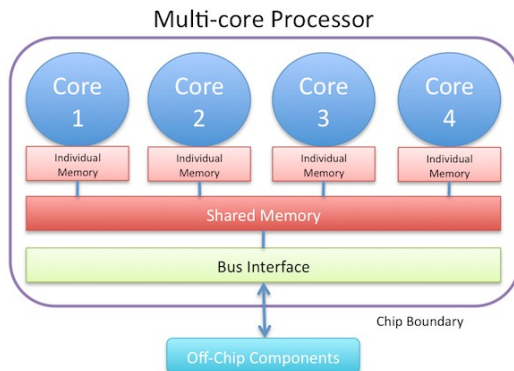 Multi-core Processor
Core
1
Core
2
Core
3
Core
4
Individual
Memory
Individual
Memory
Individual
Memory
Individual
Memory
Shared Memory
Bus Interface
Chip Boundary
Off-Chip Components